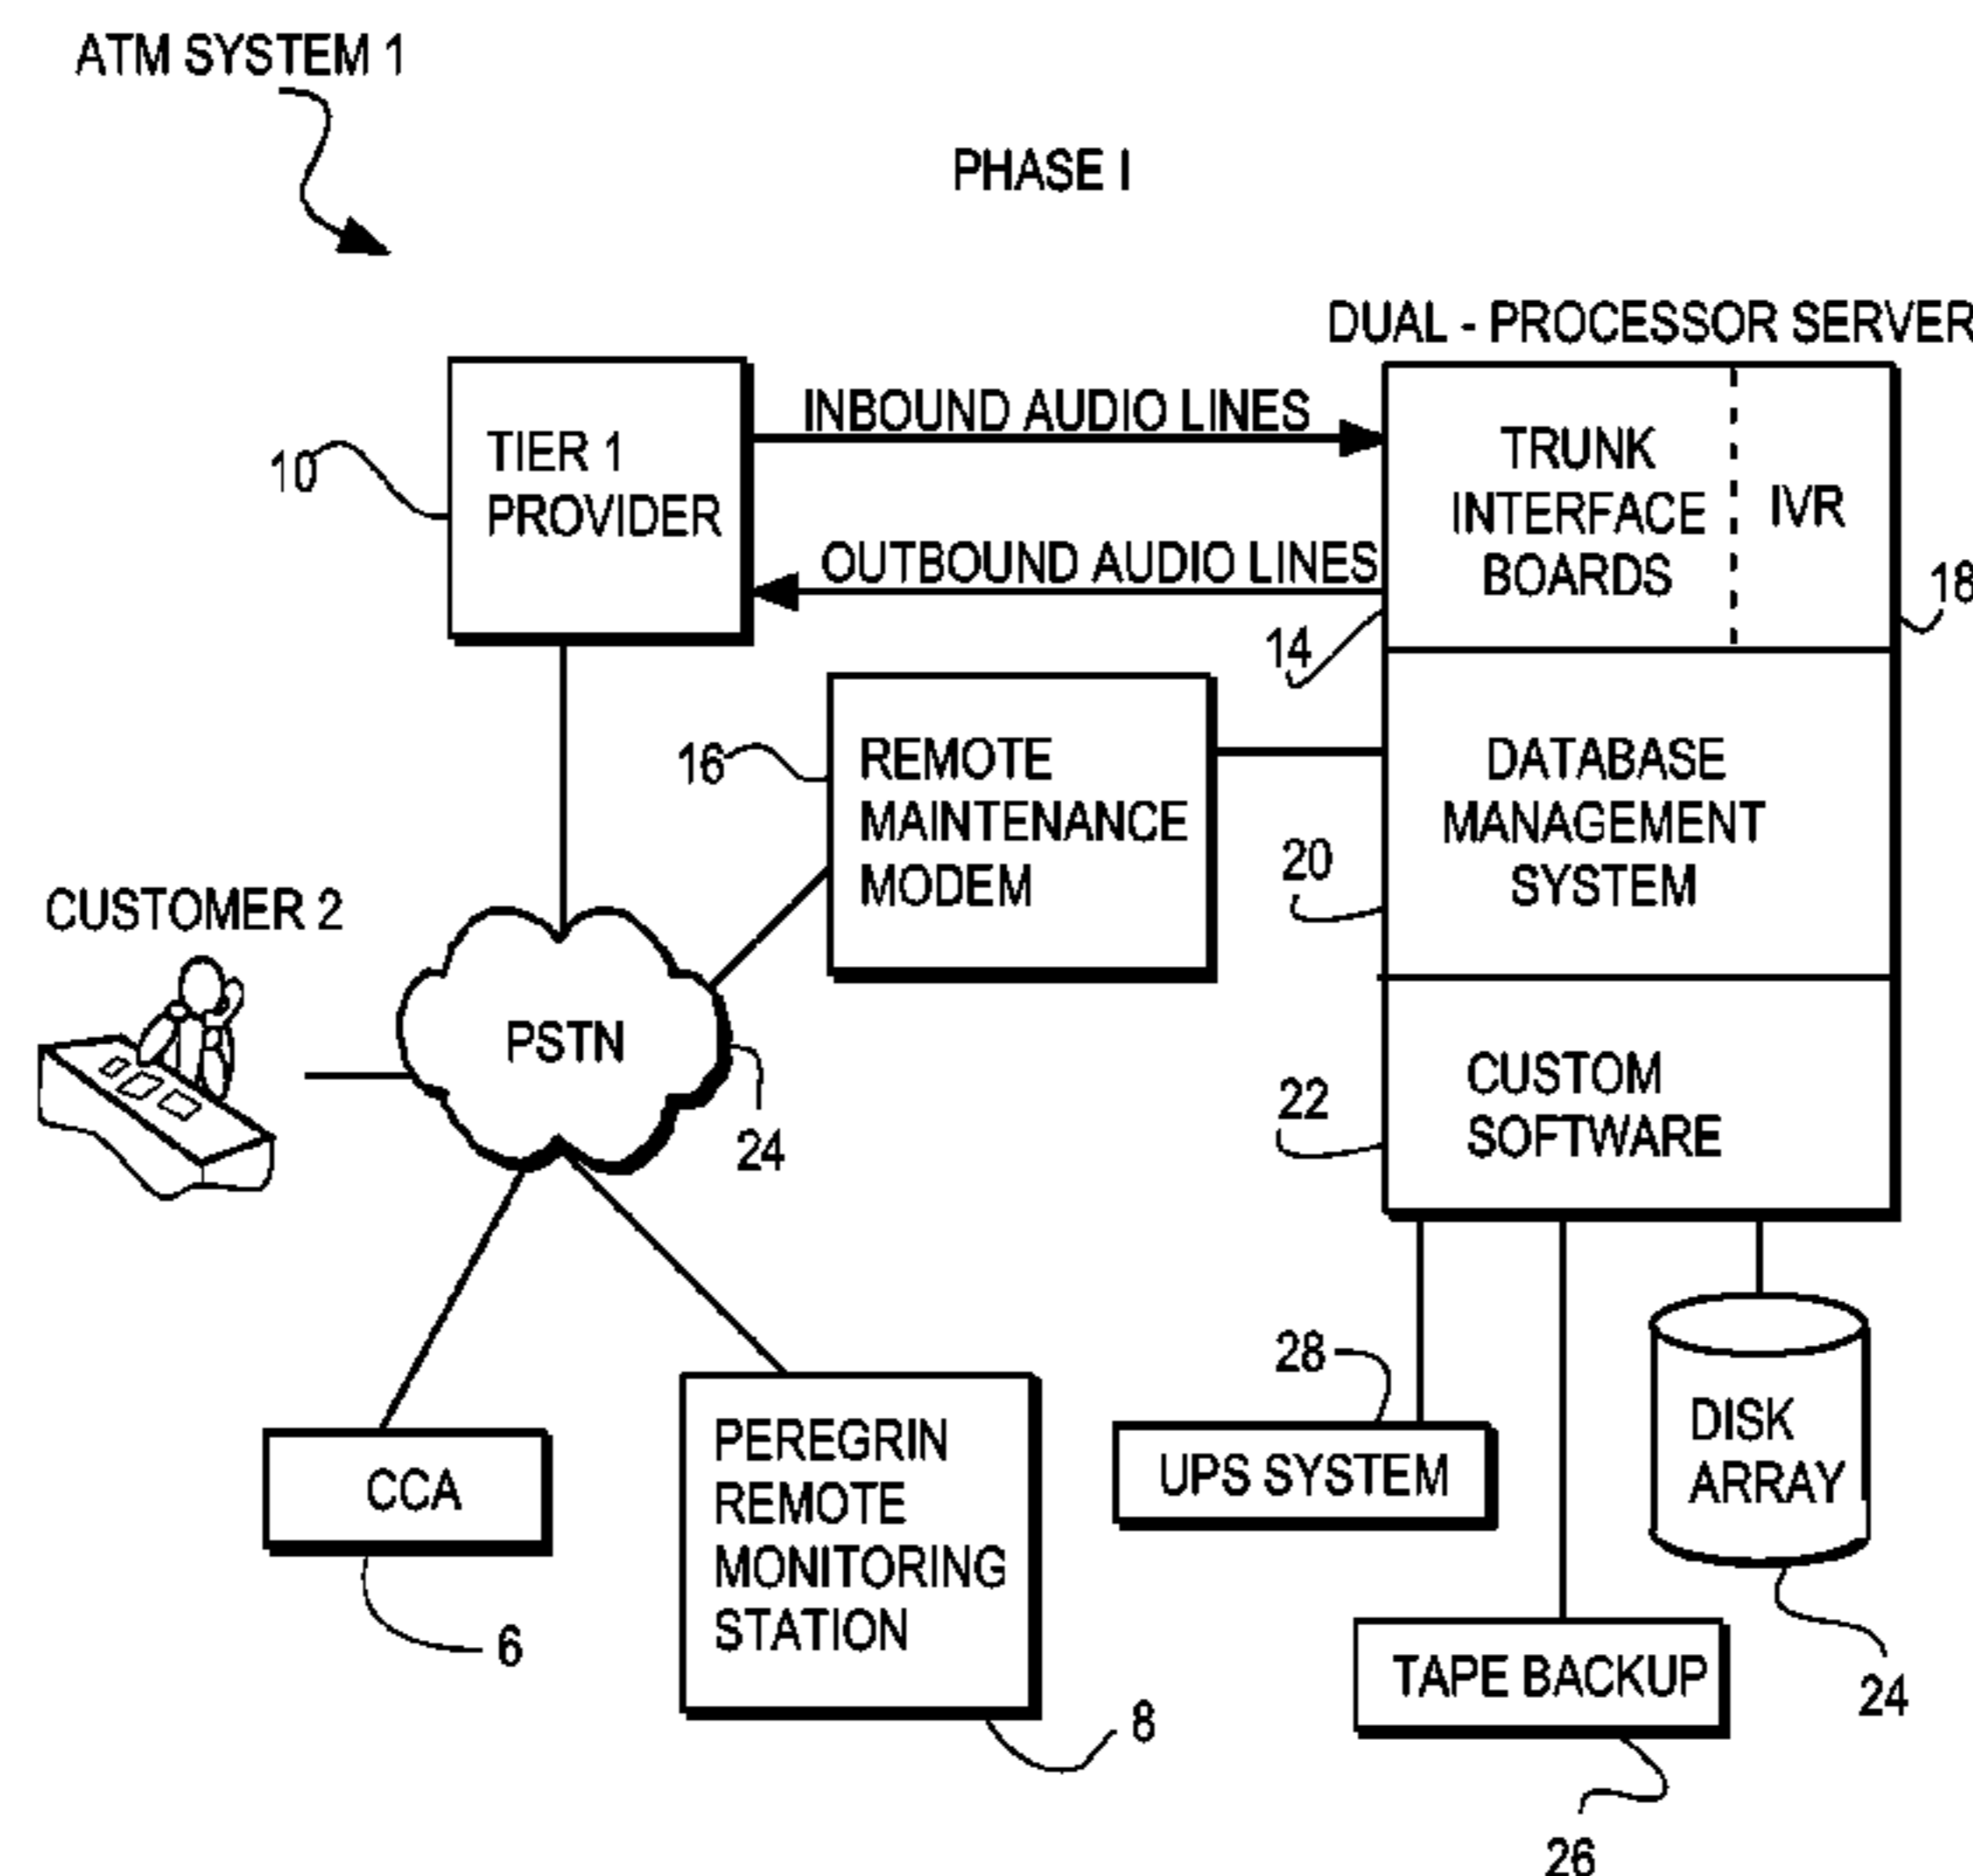 ATM SYSTEM 1
PHASE I
DUAL - PROCESSOR SERVER
TIER 1
PROVIDER
10
INBOUND AUDIO LINES
OUTBOUND AUDIO LINES
TRUNK
INTERFACE
BOARDS
IVR
18
14
16
REMOTE
MAINTENANCE
MODEM
DATABASE
MANAGEMENT
SYSTEM
20
CUSTOMER 2
PSTN
24
CUSTOM
SOFTWARE
22
CCA
6
PEREGRIN
REMOTE
MONITORING
STATION
8
28
UPS SYSTEM
DISK
ARRAY
24
TAPE BACKUP
26